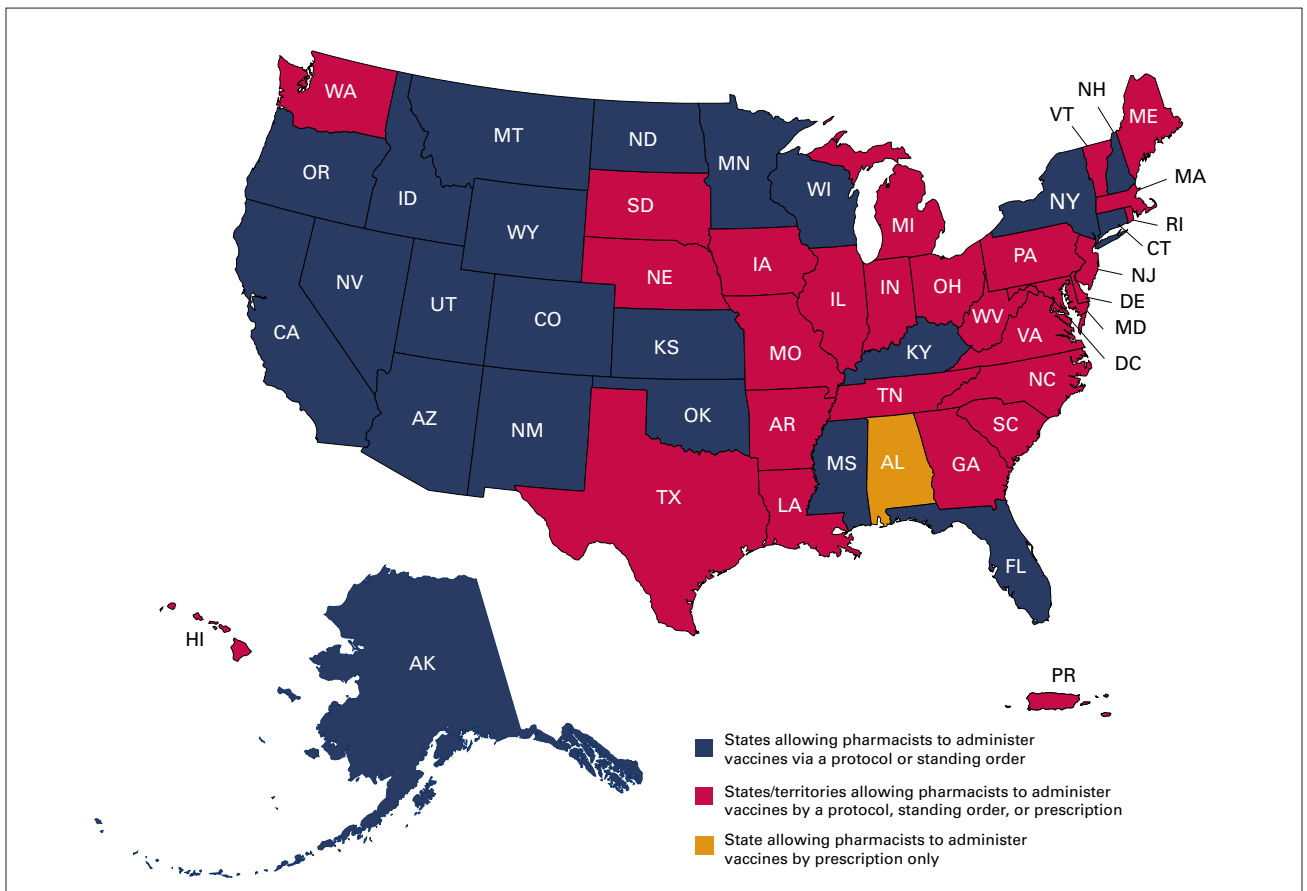 WA
MT
ND
MN
OR
ID
WY
SD
WI
MI
NH
VT
ME
MA
NY
RI
CT
PA
NJ
DE
MD
DC
NV
UT
CO
NE
IA
IL
IN
OH
WV
VA
CA
KS
MO
KY
NC
TN
SC
AZ
NM
OK
AR
MS
AL
GA
TX
LA
FL
HI
AK
PR
States allowing pharmacists to administer
vaccines via a protocol or standing order
States/territories allowing pharmacists to administer
vaccines by a protocol, standing order, or prescription
State allowing pharmacists to administer
vaccines by prescription only